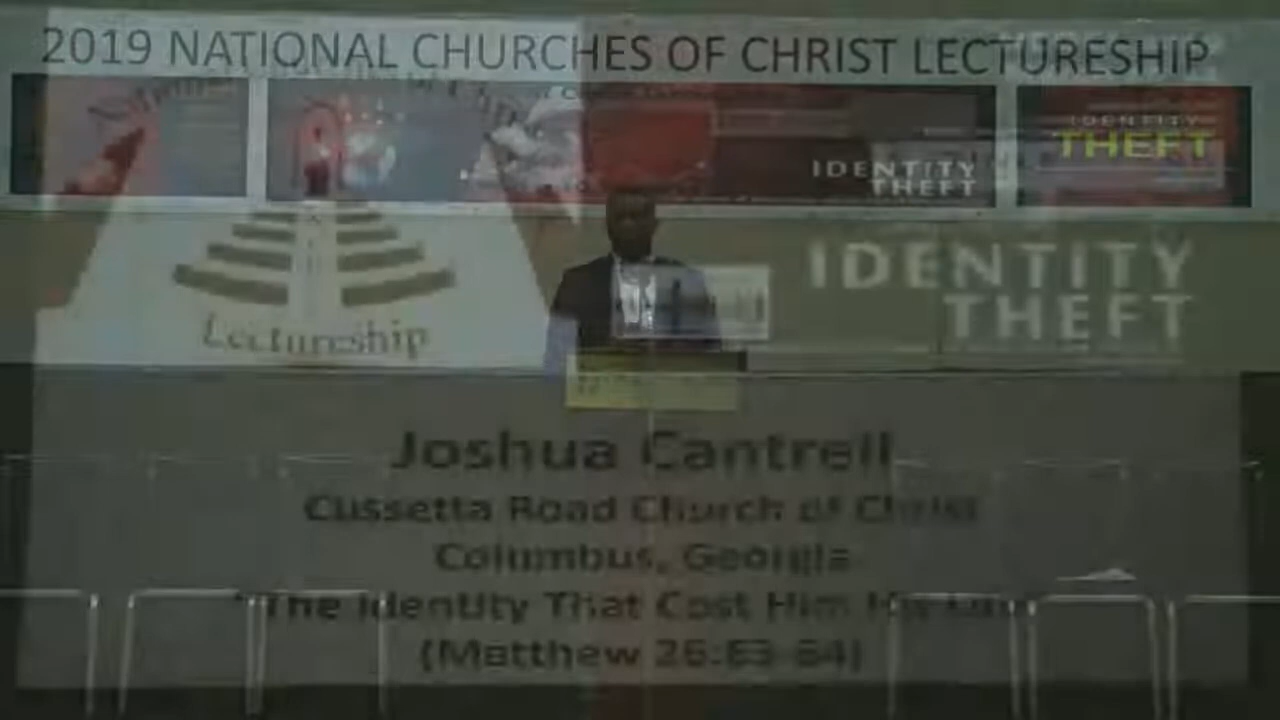 2019 NATIONAL CHURCHES OF CHRIST LECTURESHIP
IDENTITY
THEFT
IDENTITY
THEFT
IDENTITY
THEFT
Lectureship
Joshua Cantrell
Cussetta Road Church of Christ
Columbus, Georgia
"The Identity That Cost Him His
(Matthew 26:63-64)